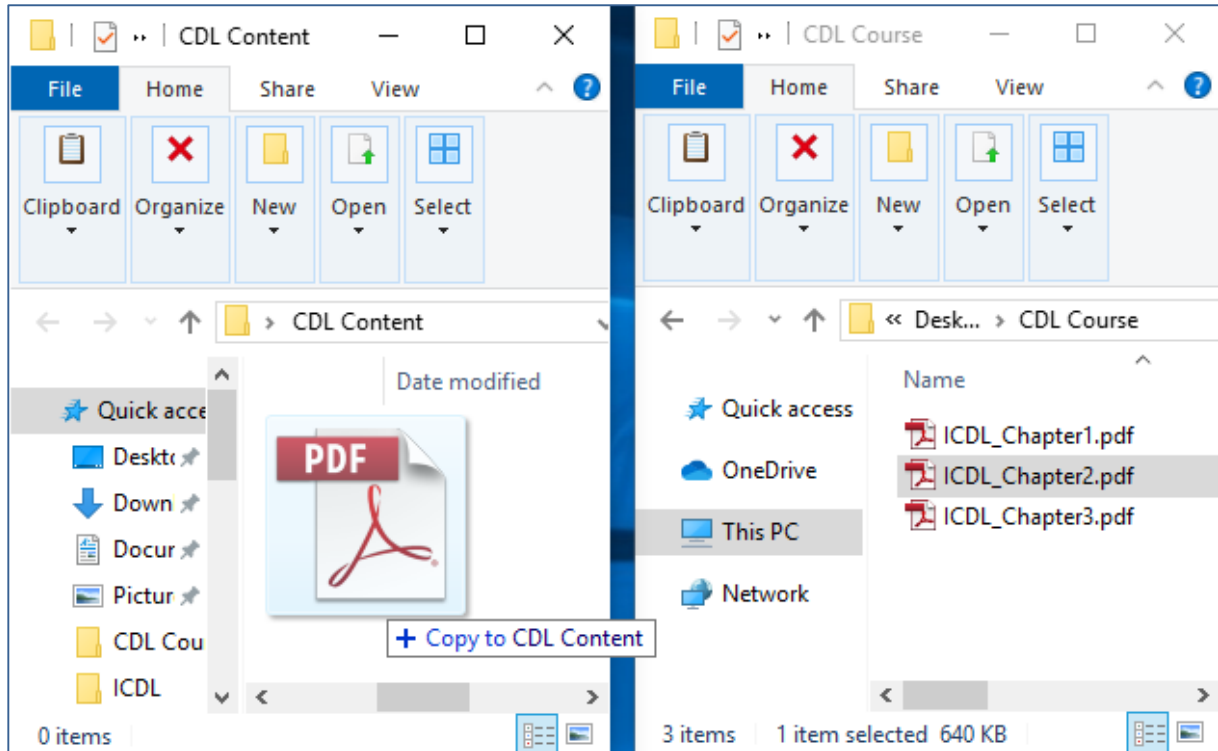 CDL Content
File Home Share View
Clipboard Organize New Open Select
CDL Content
Date modified
Quick acce
Deskt
Down
Docur
Pictur
CDL Cou
ICDL
PDF
+ Copy to CDL Content
0 items
CDL Course
File Home Share View
Clipboard Organize New Open Select
« Desk... > CDL Course
Name
Quick access
OneDrive
This PC
Network
ICDL_Chapter1.pdf
ICDL_Chapter2.pdf
ICDL_Chapter3.pdf
3 items 1 item selected 640 KB